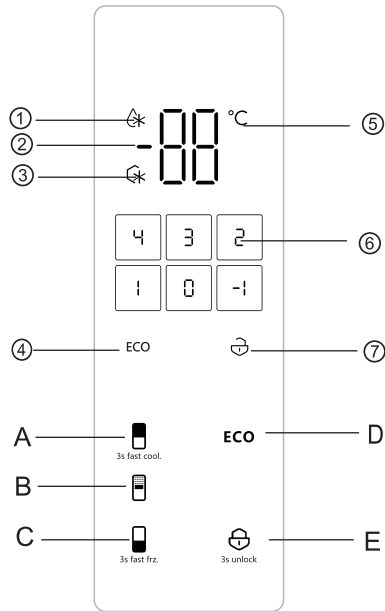 ①
② -88 °C ⑤
③
4 3 2 ⑥
1 0 -1
④ ECO ⑦
A 3s fast cool. ECO D
B
C 3s fast frz. 3s unlock E